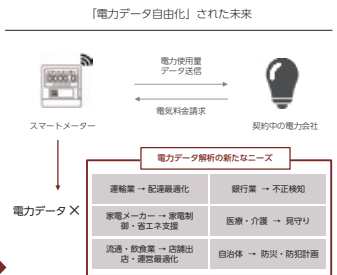 「電力データ自由化」された未来
電力使用量
データ送信
電気料金請求
スマートメーター
契約中の電力会社
電力データ解析の新たなニーズ
電力データ×
運輸業 → 配達最適化
銀行業 → 不正検知
家電メーカー → 家電制
御・省エネ支援
医療・介護 → 見守り
流通・飲食業 → 店舗出
店・運営最適化
自治体 → 防災・防犯計画